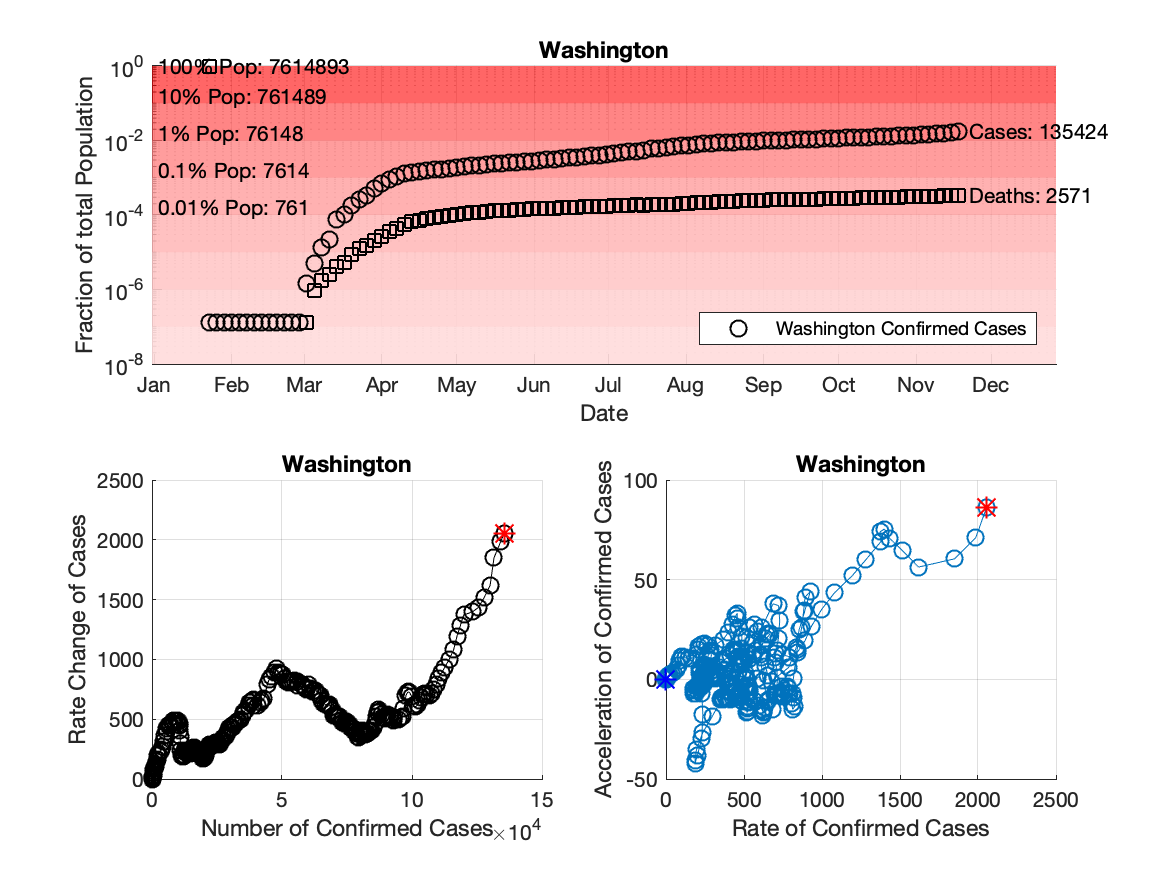 Washington
10^0
10^-2
10^-4
10^-6
10^-8
Fraction of total Population
100% Pop: 7614893
10% Pop: 761489
1% Pop: 76148
0.1% Pop: 7614
0.01% Pop: 761
Cases: 135424
Deaths: 2571
Washington Confirmed Cases
Jan Feb Mar Apr May Jun Jul Aug Sep Oct Nov Dec
Date
Washington
2500
2000
1500
1000
500
0
Rate Change of Cases
0 5 10 15
Number of Confirmed Cases ×10^4
Washington
100
50
0
-50
Acceleration of Confirmed Cases
0 500 1000 1500 2000 2500
Rate of Confirmed Cases